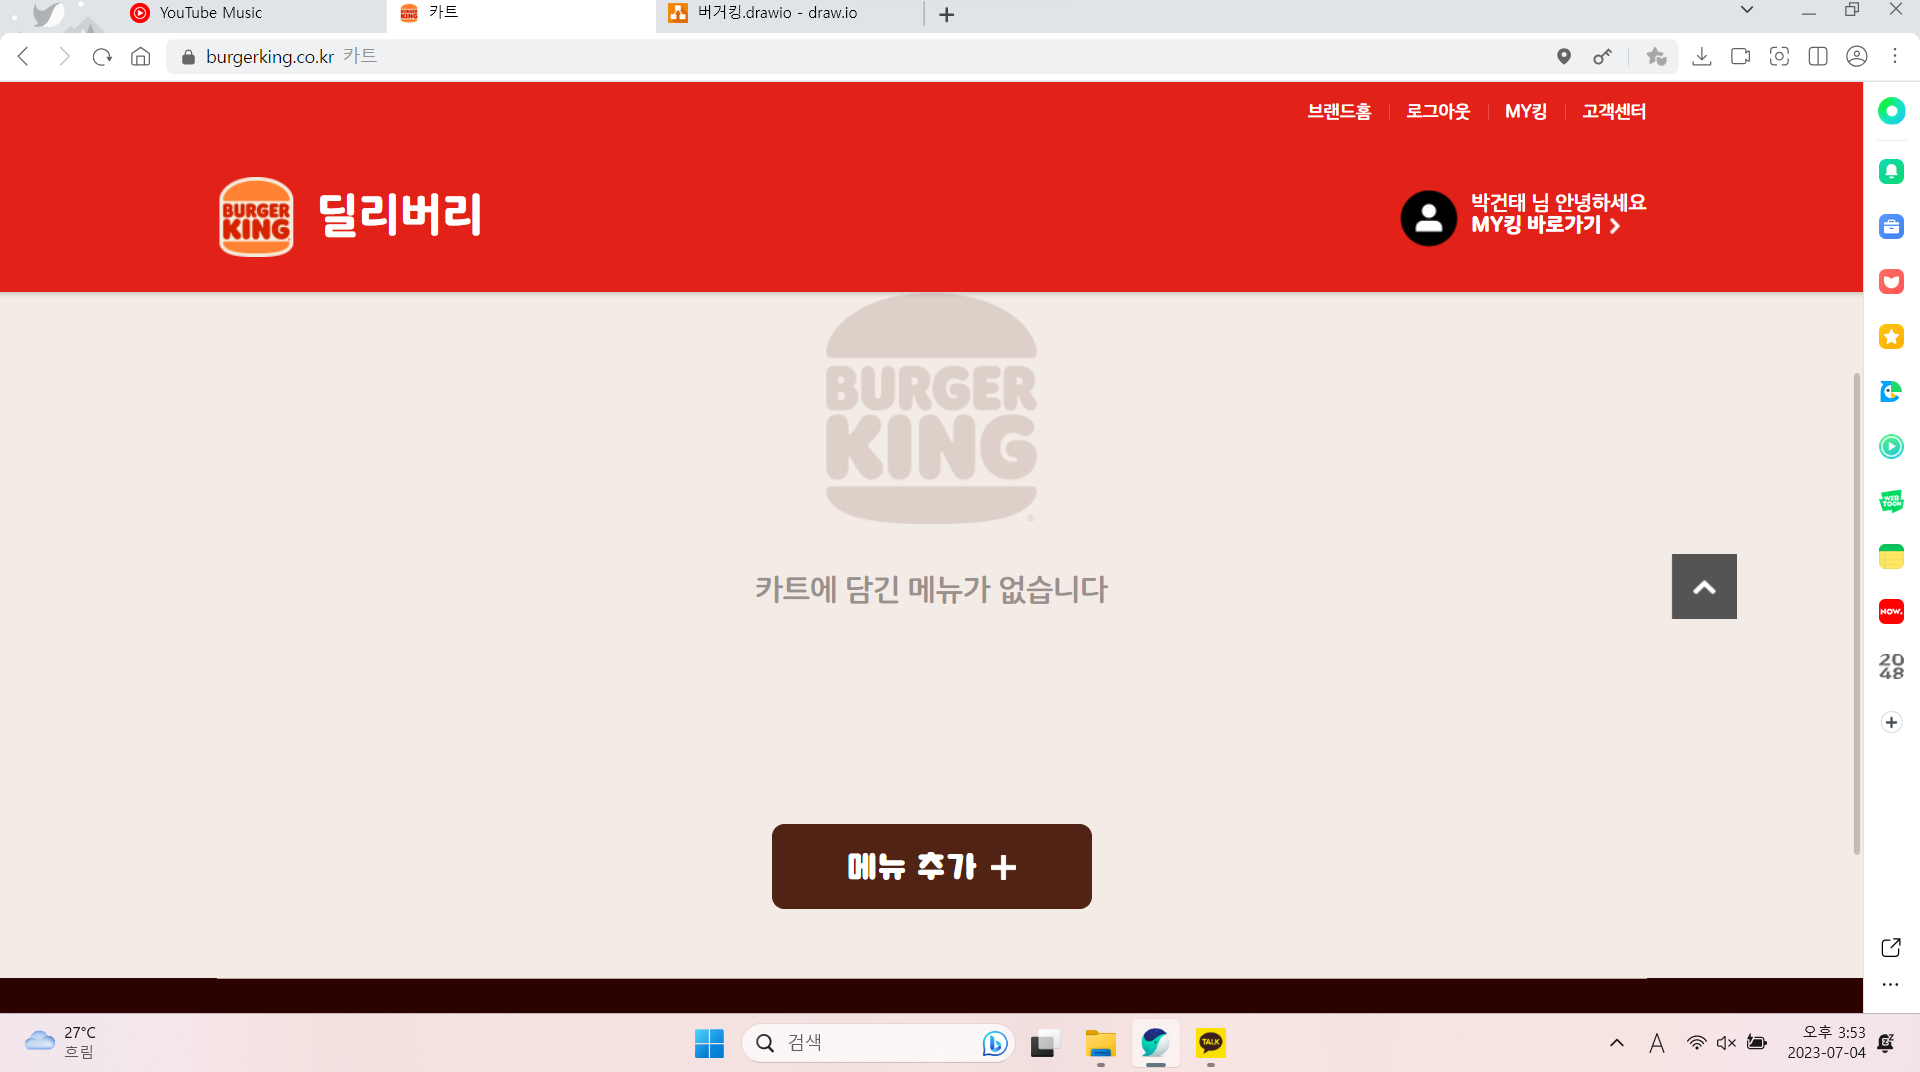 YouTube Music
카트
버거킹.drawio - draw.io
burgerking.co.kr 카트
브랜드홈
로그아웃
MY킹
고객센터
BURGER
KING
딜리버리
박건태 님 안녕하세요
MY킹 바로가기
BURGER
KING
카트에 담긴 메뉴가 없습니다
메뉴 추가 +
WEB
TOON
NOW.
20
48
27°C
흐림
검색
TALK
A
오후 3:53
2023-07-04